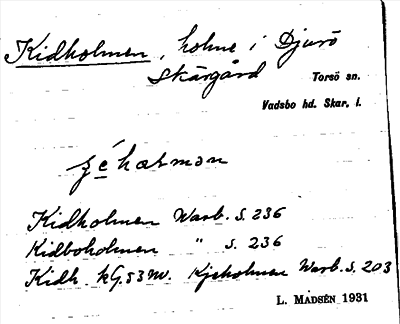 Kidholmen, holme i Djurö
Skärgård
Torsö sn.
Vadsbo hd. Skar. l.
Kidholmen Warb. S. 236
Kidboholmen " S. 236
Kidh. kG. 53 NV. Kjeholmen Warb. S. 203
L. MADSÉN 1931